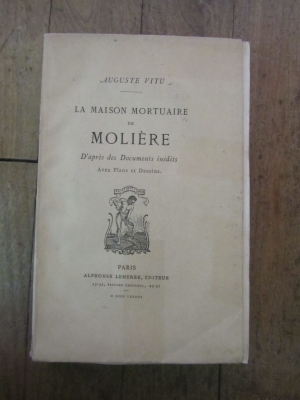 AUGUSTE VITU
LA MAISON MORTUAIRE
DE
MOLIÈRE
D'après des Documents inédits
Avec Plans et Dessins.
PARIS
ALPHONSE LEMERRE, ÉDITEUR